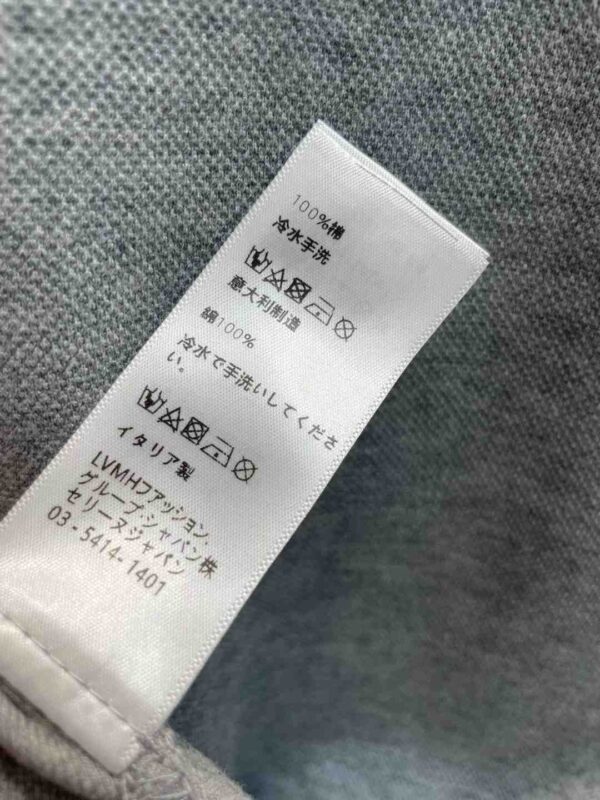 100%綿
冷水手洗
意大利制造
綿100%
冷水で手洗いしてくださ
い。
イタリア製
LVMHファッション.
グループ・ジャパン株
セリーヌジャパン
03 - 5414- 1401